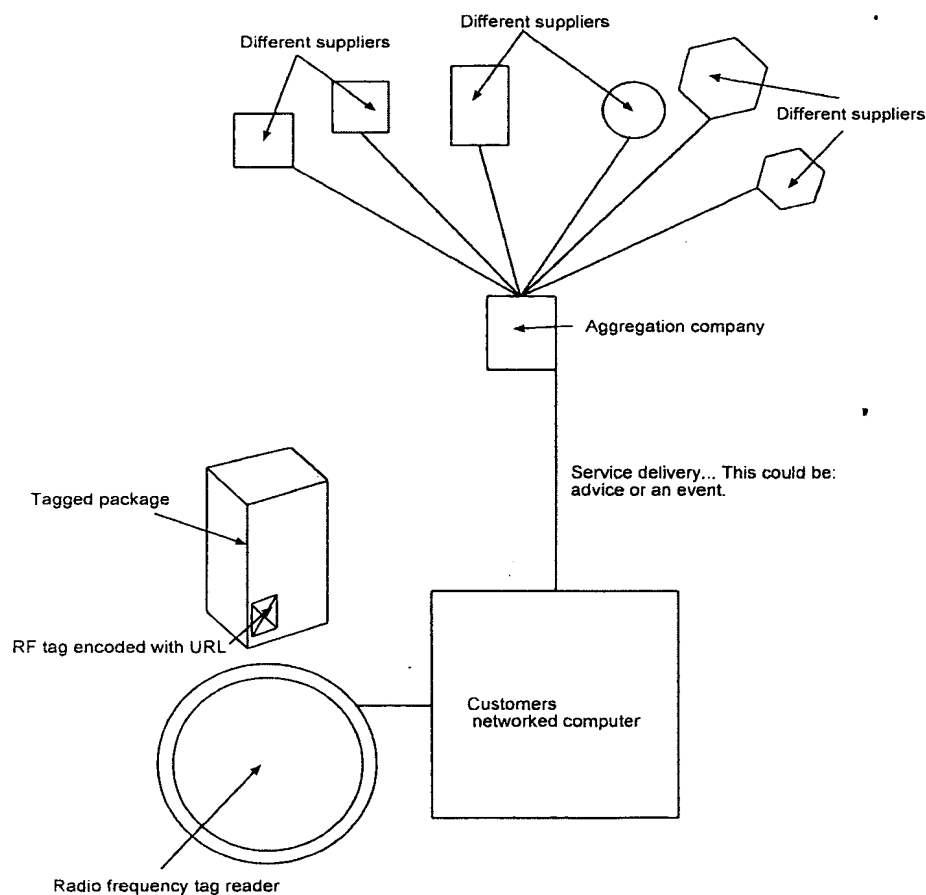 Different suppliers
Different suppliers
Different suppliers
Aggregation company
Service delivery... This could be:
advice or an event.
Tagged package
RF tag encoded with URL
Customers
networked computer
Radio frequency tag reader